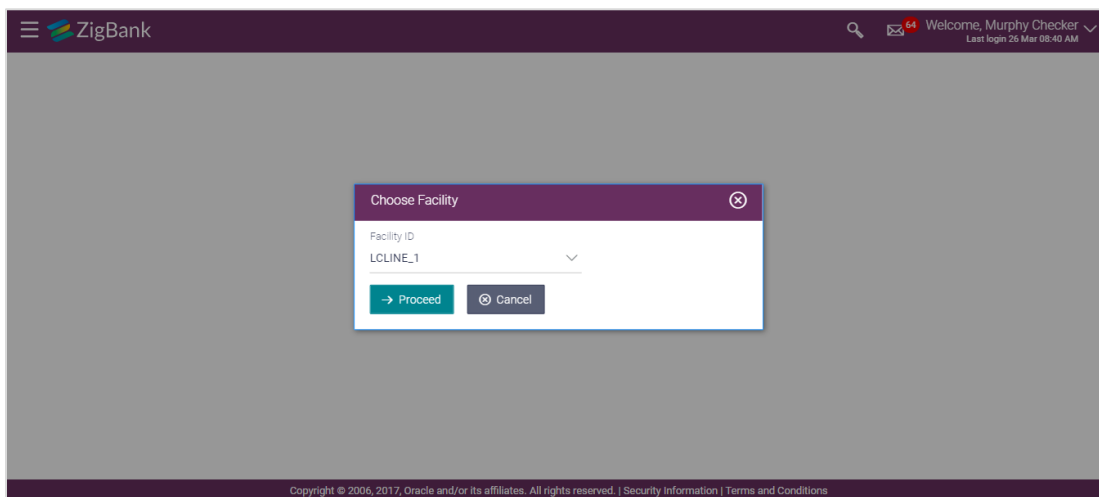 ZigBank
64
Welcome, Murphy Checker
Last login 26 Mar 08:40 AM
Choose Facility
Facility ID
LCLINE_1
Proceed
Cancel
Copyright © 2006, 2017, Oracle and/or its affiliates. All rights reserved. | Security Information | Terms and Conditions